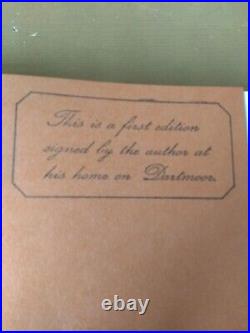 This is a first edition
signed by the author at
his home on Dartmoor.